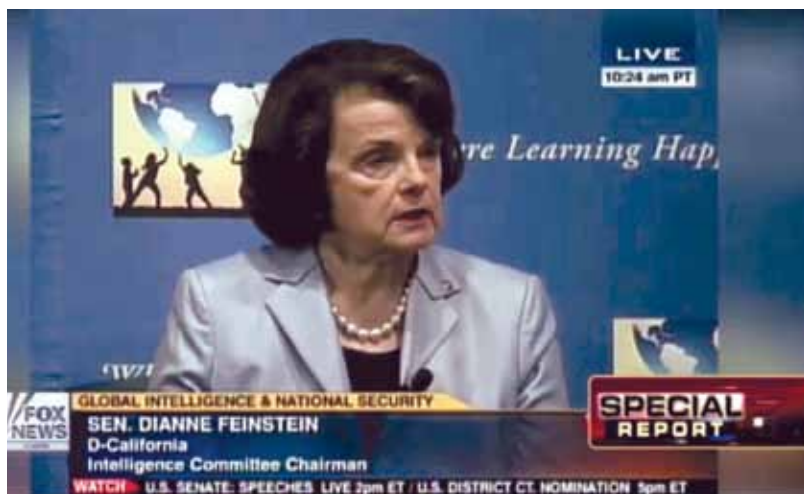 LIVE
10:24 am PT
re Learning Hap
GLOBAL INTELLIGENCE & NATIONAL SECURITY
FOX
NEWS
SEN. DIANNE FEINSTEIN
D-California
Intelligence Committee Chairman
SPECIAL
REPORT
WATCH U.S. SENATE: SPEECHES LIVE 2pm ET / U.S. DISTRICT CT. NOMINATION 5pm ET